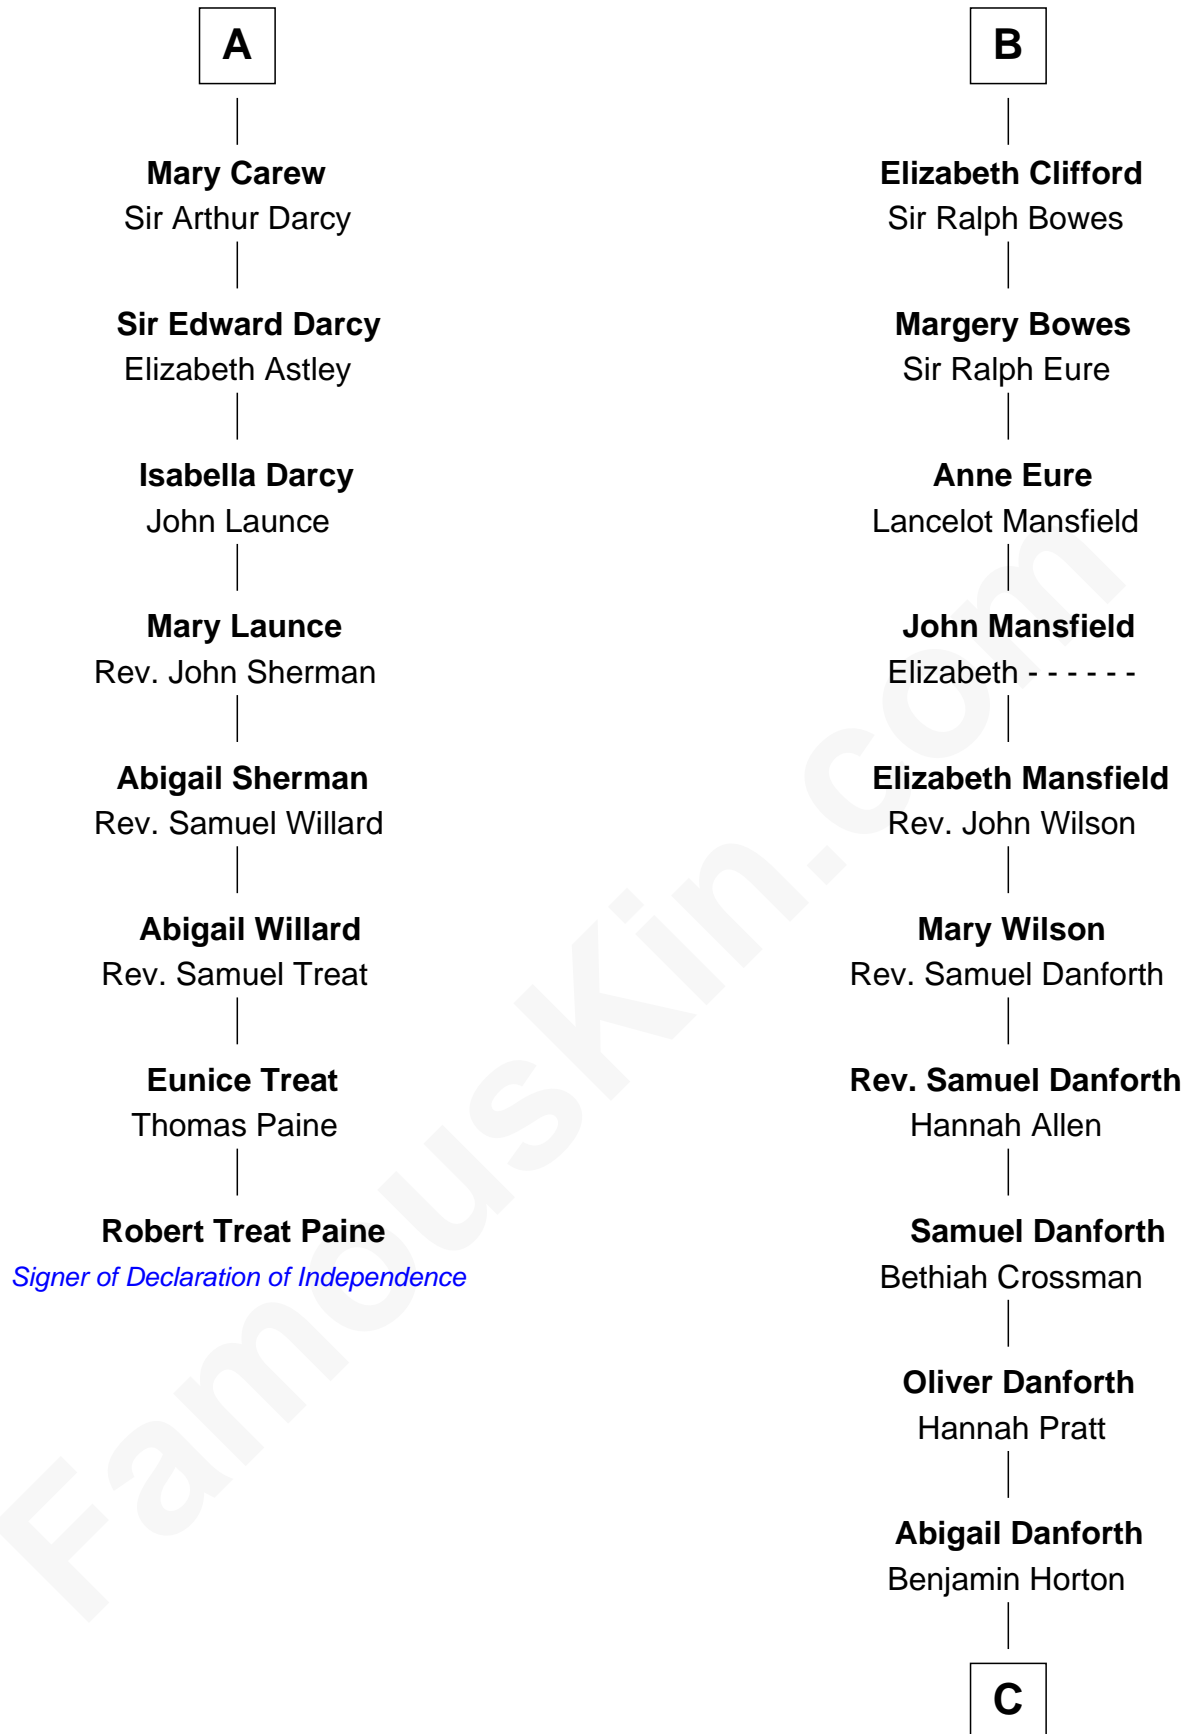 A
Mary Carew
Sir Arthur Darcy
Sir Edward Darcy
Elizabeth Astley
Isabella Darcy
John Launce
Mary Launce
Rev. John Sherman
Abigail Sherman
Rev. Samuel Willard
Abigail Willard
Rev. Samuel Treat
Eunice Treat
Thomas Paine
Robert Treat Paine
Signer of Declaration of Independence
B
Elizabeth Clifford
Sir Ralph Bowes
Margery Bowes
Sir Ralph Eure
Anne Eure
Lancelot Mansfield
John Mansfield
Elizabeth - - - - - -
Elizabeth Mansfield
Rev. John Wilson
Mary Wilson
Rev. Samuel Danforth
Rev. Samuel Danforth
Hannah Allen
Samuel Danforth
Bethiah Crossman
Oliver Danforth
Hannah Pratt
Abigail Danforth
Benjamin Horton
C
FamousKin.com